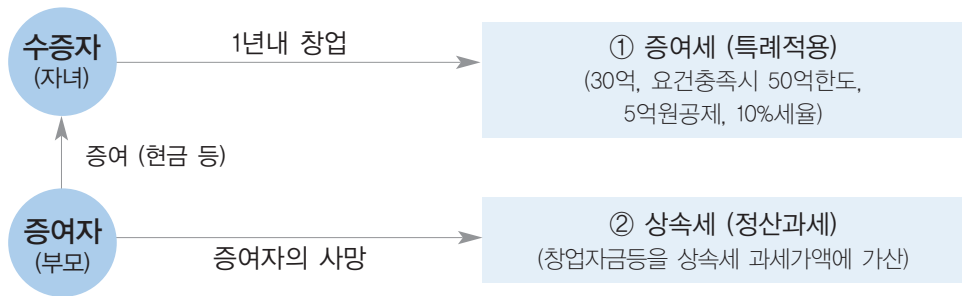 수증자
(자녀)
1년내 창업
① 증여세 (특례적용)
(30억, 요건충족시 50억한도,
5억원공제, 10%세율)
증여 (현금 등)
증여자
(부모)
증여자의 사망
② 상속세 (정산과세)
(창업자금등을 상속세 과세가액에 가산)